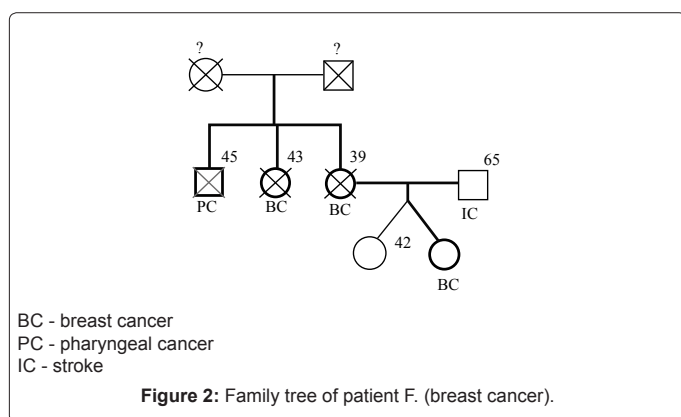 ? ?
45 43 39 65
PC BC BC IC
42
BC
BC - breast cancer
PC - pharyngeal cancer
IC - stroke
Figure 2: Family tree of patient F. (breast cancer).